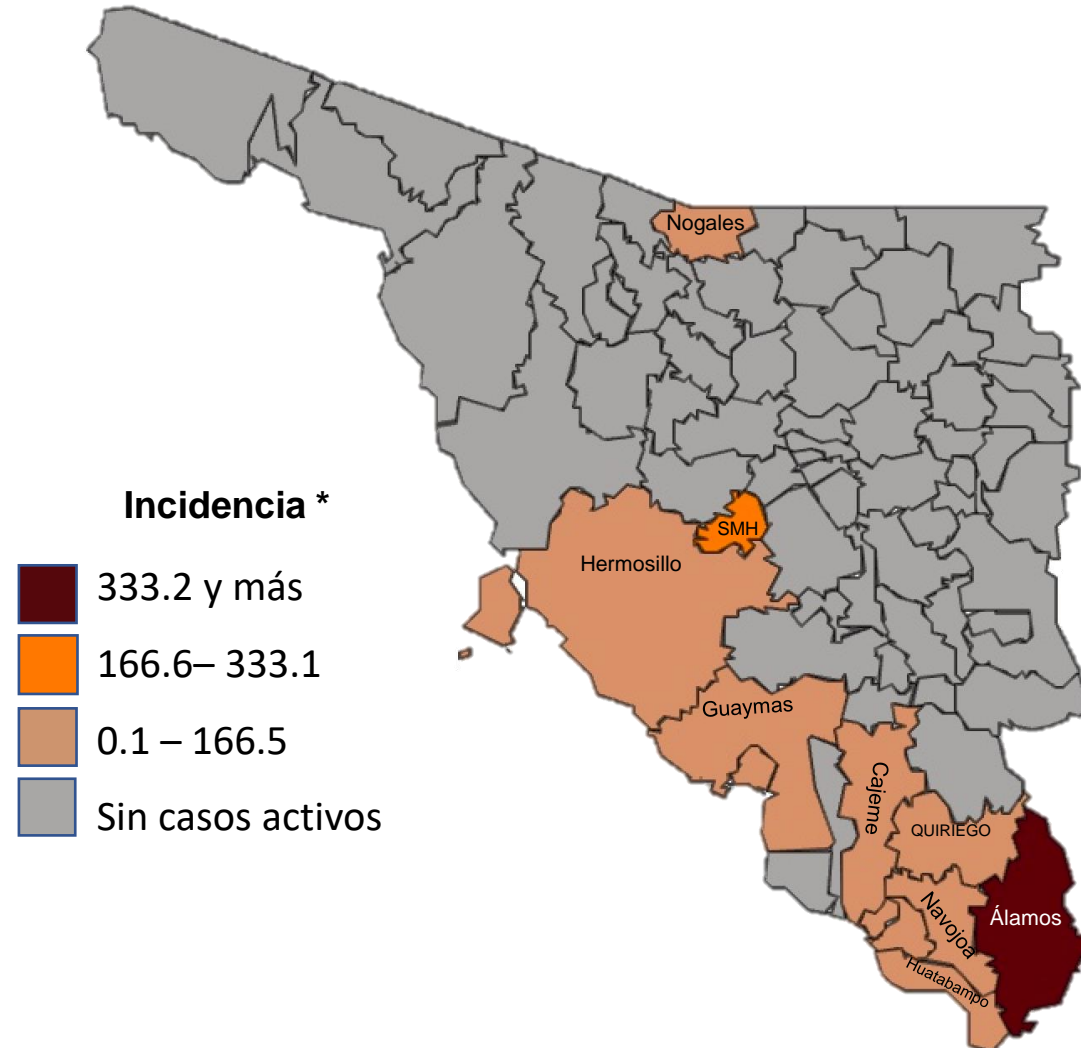 Nogales
Incidencia *
333.2 y más
166.6– 333.1
0.1 – 166.5
Sin casos activos
SMH
Hermosillo
Guaymas
Cajeme
QUIRIEGO
Navojoa
Álamos
Huatabampo